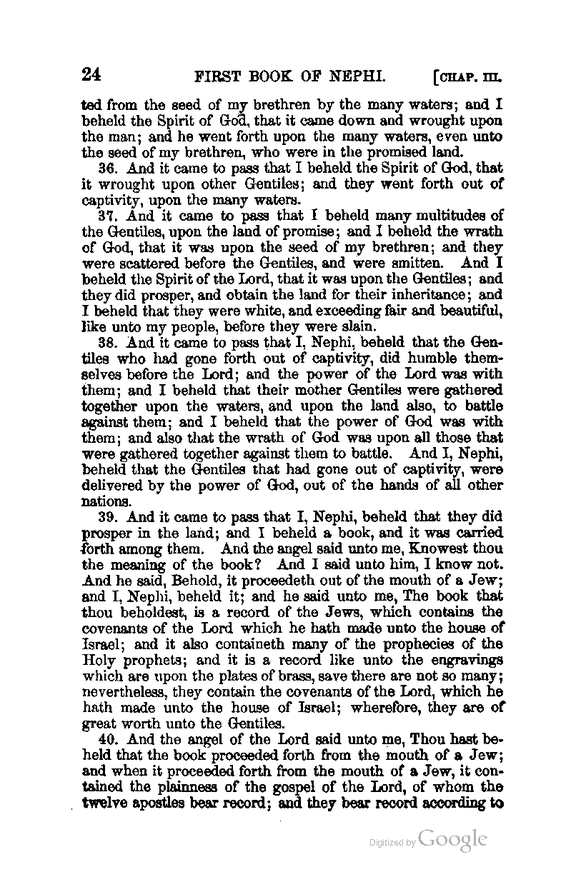 24 FIRST BOOK OF NEPHI. [CHAP. III.
ted from the seed of my brethren by the many waters; and I
beheld the Spirit of God, that it came down and wrought upon
the man; and he went forth upon the many waters, even unto
the seed of my brethren, who were in the promised land.
36. And it came to pass that I beheld the Spirit of God, that
it wrought upon other Gentiles; and they went forth out of
captivity, upon the many waters.
37. And it came to pass that I beheld many multitudes of
the Gentiles, upon the land of promise; and I beheld the wrath
of God, that it was upon the seed of my brethren; and they
were scattered before the Gentiles, and were smitten. And I
beheld the Spirit of the Lord, that it was upon the Gentiles; and
they did prosper, and obtain the land for their inheritance; and
I beheld that they were white, and exceeding fair and beautiful,
like unto my people, before they were slain.
38. And it came to pass that I, Nephi, beheld that the Gen-
tiles who had gone forth out of captivity, did humble them-
selves before the Lord; and the power of the Lord was with
them; and I beheld that their mother Gentiles were gathered
together upon the waters, and upon the land also, to battle
against them; and I beheld that the power of God was with
them; and also that the wrath of God was upon all those that
were gathered together against them to battle. And I, Nephi,
beheld that the Gentiles that had gone out of captivity, were
delivered by the power of God, out of the hands of all other
nations.
39. And it came to pass that I, Nephi, beheld that they did
prosper in the land; and I beheld a book, and it was carried
forth among them. And the angel said unto me, Knowest thou
the meaning of the book? And I said unto him, I know not.
And he said, Behold, it proceedeth out of the mouth of a Jew;
and I, Nephi, beheld it; and he said unto me, The book that
thou beholdest, is a record of the Jews, which contains the
covenants of the Lord which he hath made unto the house of
Israel; and it also containeth many of the prophecies of the
Holy prophets; and it is a record like unto the engravings
which are upon the plates of brass, save there are not so many;
nevertheless, they contain the covenants of the Lord, which he
hath made unto the house of Israel; wherefore, they are of
great worth unto the Gentiles.
40. And the angel of the Lord said unto me, Thou hast be-
held that the book proceeded forth from the mouth of a Jew;
and when it proceeded forth from the mouth of a Jew, it con-
tained the plainness of the gospel of the Lord, of whom the
twelve apostles bear record; and they bear record according to
Digitized by Google